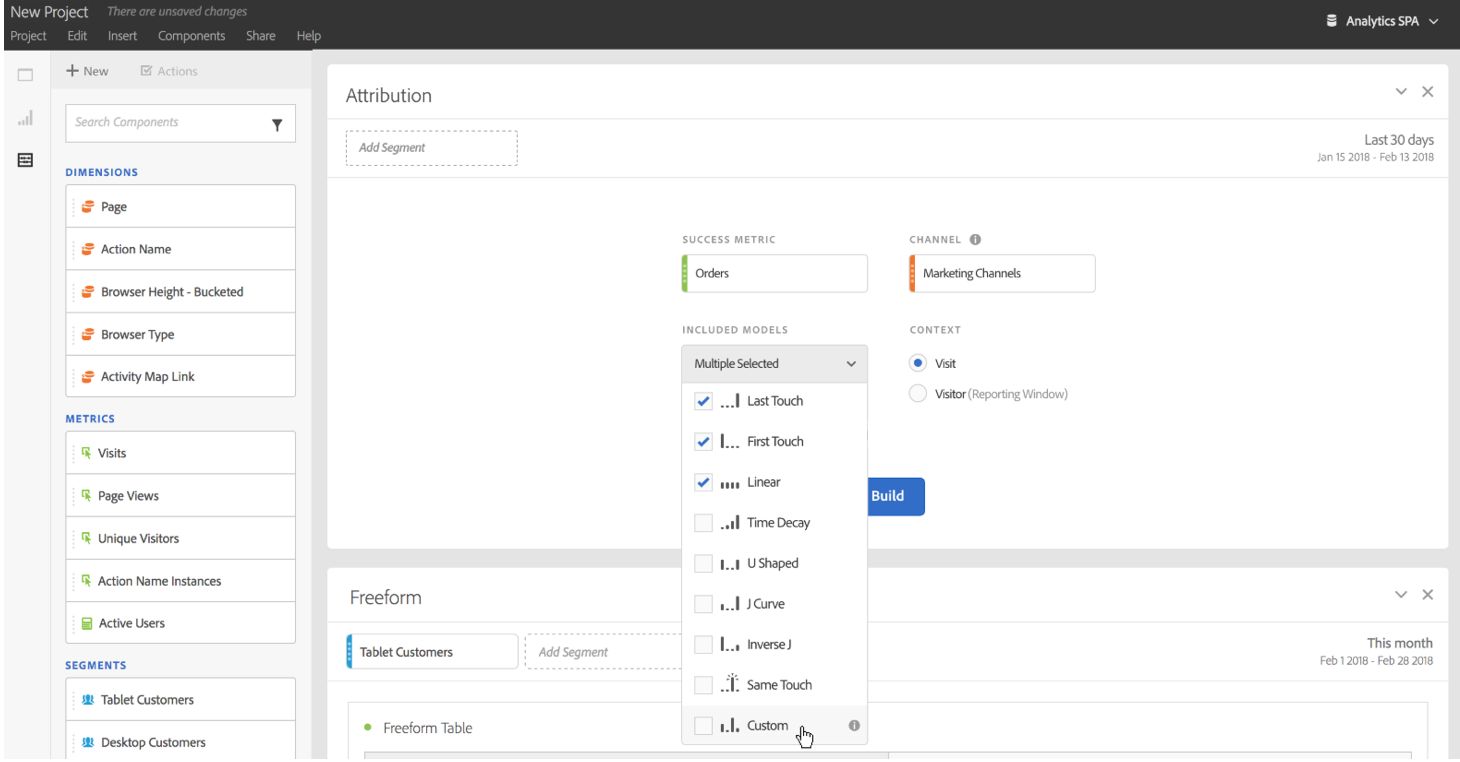 New Project There are unsaved changes
Analytics SPA
Project Edit Insert Components Share Help
New Actions
Search Components
DIMENSIONS
Page
Action Name
Browser Height - Bucketed
Browser Type
Activity Map Link
METRICS
Visits
Page Views
Unique Visitors
Action Name Instances
Active Users
SEGMENTS
Tablet Customers
Desktop Customers
Attribution
Add Segment
Last 30 days
Jan 15 2018 - Feb 13 2018
SUCCESS METRIC
Orders
CHANNEL
Marketing Channels
INCLUDED MODELS
Multiple Selected
Last Touch
First Touch
Linear
Time Decay
U Shaped
J Curve
Inverse J
Same Touch
Custom
CONTEXT
Visit
Visitor (Reporting Window)
Build
Freeform
Tablet Customers
Add Segment
This month
Feb 1 2018 - Feb 28 2018
Freeform Table